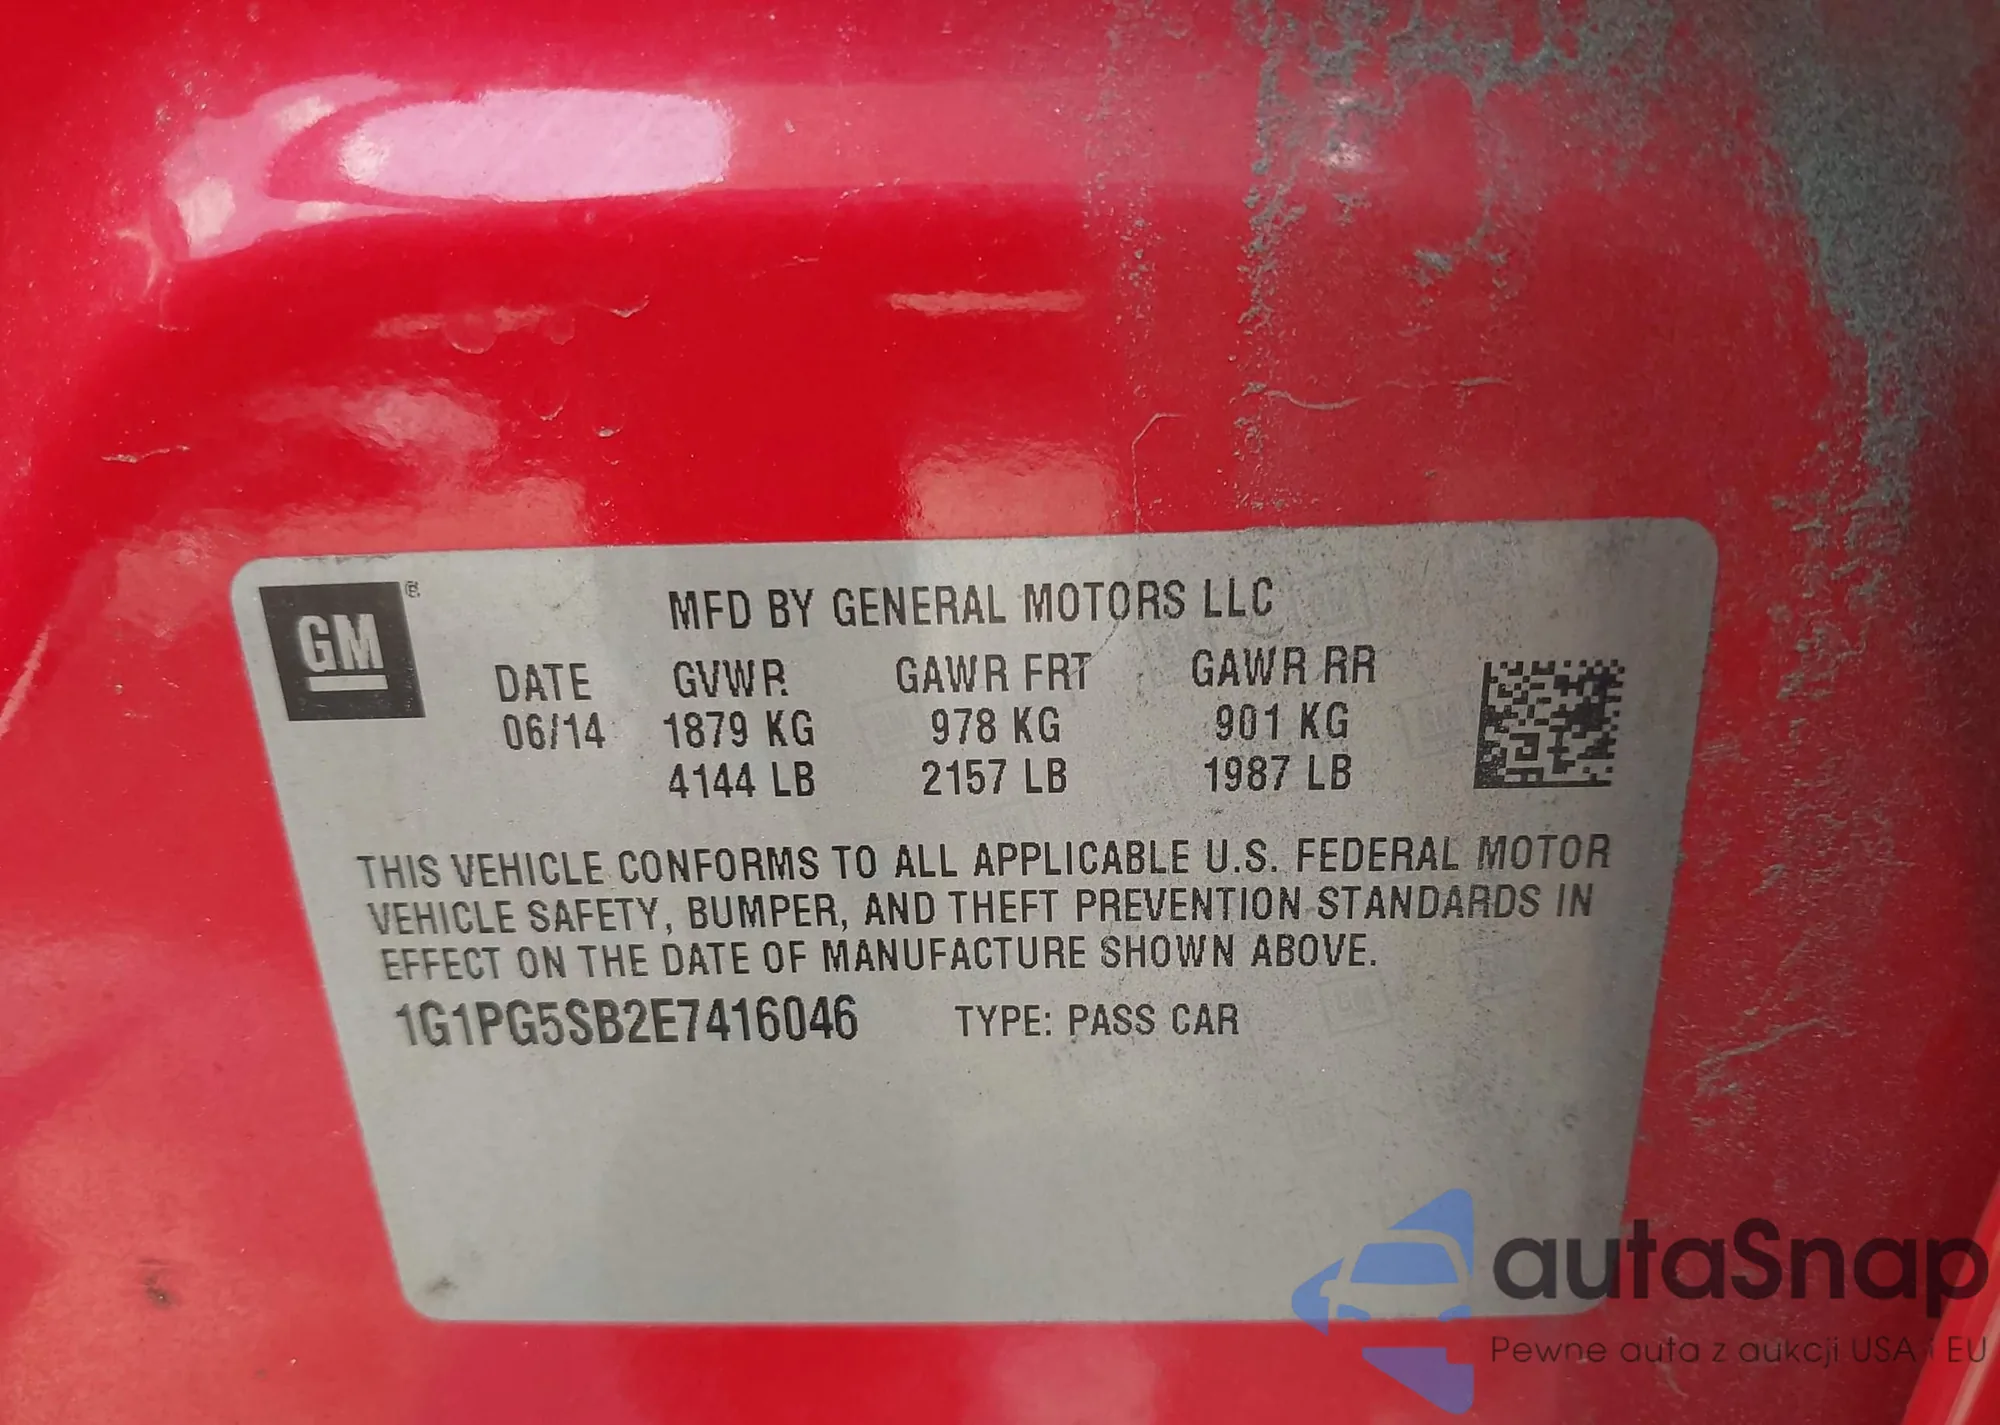 GM®
MFD BY GENERAL MOTORS LLC
DATE GVWR GAWR FRT GAWR RR
06/14 1879 KG 978 KG 901 KG
4144 LB 2157 LB 1987 LB
THIS VEHICLE CONFORMS TO ALL APPLICABLE U.S. FEDERAL MOTOR
VEHICLE SAFETY, BUMPER, AND THEFT PREVENTION STANDARDS IN
EFFECT ON THE DATE OF MANUFACTURE SHOWN ABOVE.
1G1PG5SB2E7416046 TYPE: PASS CAR
autaSnap
Pewne auta z aukcji USA i EU